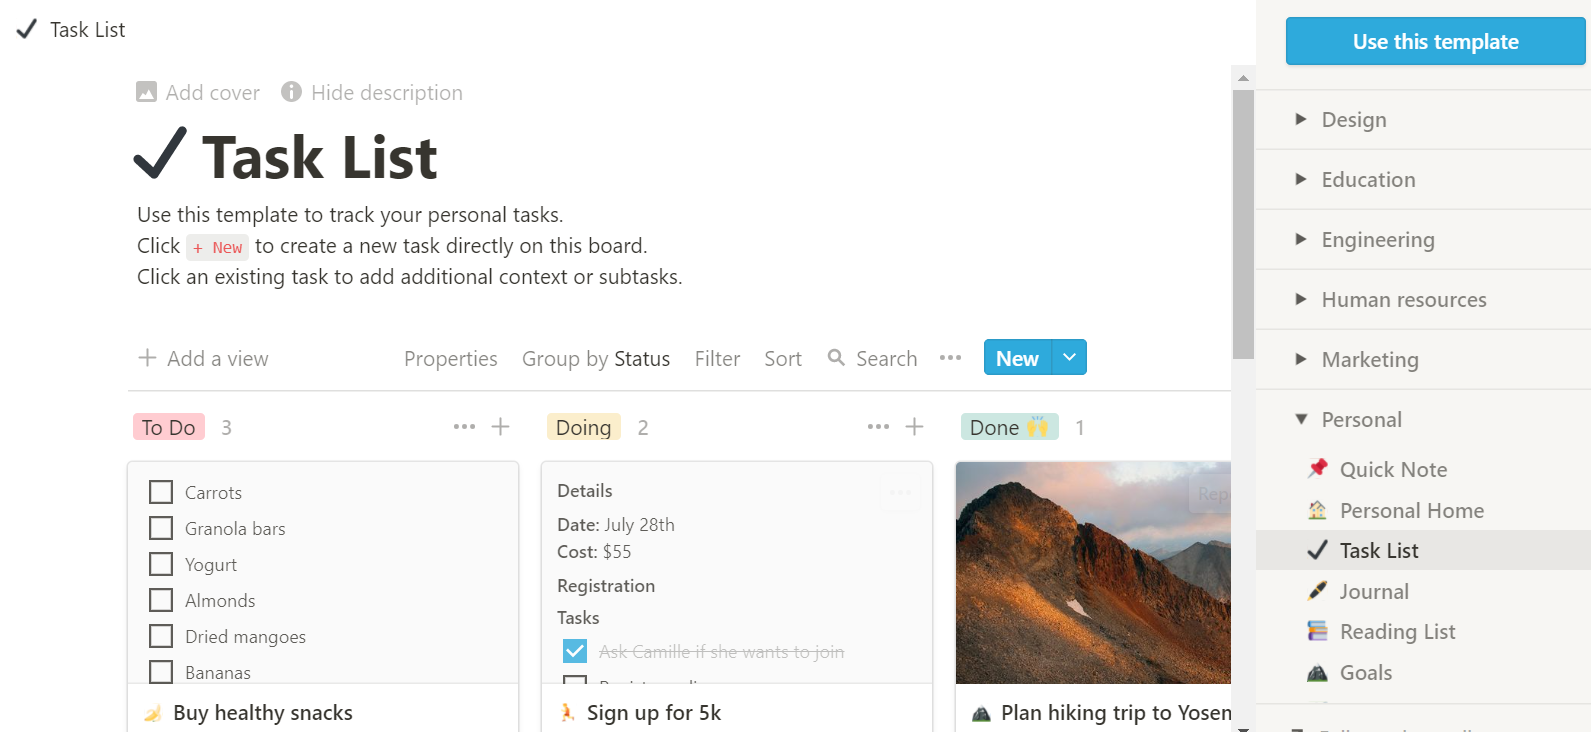 Task List
Use this template
Add cover
Hide description
Task List
Use this template to track your personal tasks.
Click + New to create a new task directly on this board.
Click an existing task to add additional context or subtasks.
+ Add a view
Properties
Group by Status
Filter
Sort
Search
New
To Do 3
Doing 2
Done 🙌 1
Carrots
Granola bars
Yogurt
Almonds
Dried mangoes
Bananas
Buy healthy snacks
Details
Date: July 28th
Cost: $55
Registration
Tasks
Ask Camille if she wants to join
Sign up for 5k
Plan hiking trip to
Design
Education
Engineering
Human resources
Marketing
Personal
Quick Note
Personal Home
Task List
Journal
Reading List
Goals